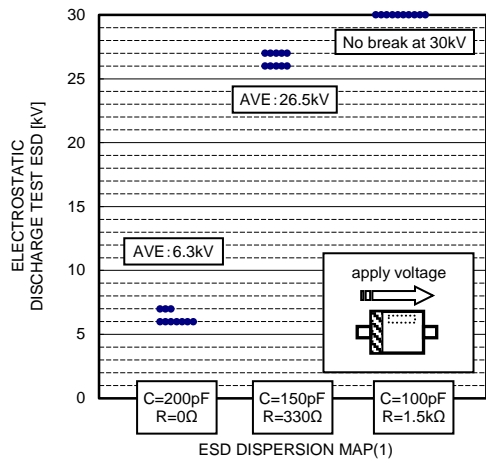 ELECTROSTATIC
DISCHARGE TEST ESD [kV]
30
25
20
15
10
5
0
No break at 30kV
AVE:26.5kV
AVE:6.3kV
apply voltage
C=200pF
R=0Ω
C=150pF
R=330Ω
C=100pF
R=1.5kΩ
ESD DISPERSION MAP(1)